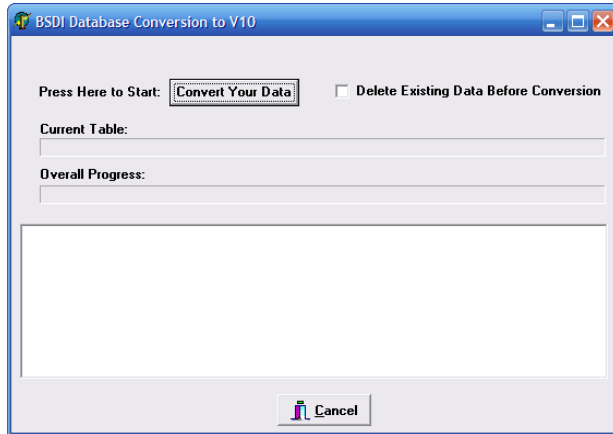 BSDI Database Conversion to V10
Press Here to Start: Convert Your Data Delete Existing Data Before Conversion
Current Table:
Overall Progress:
Cancel